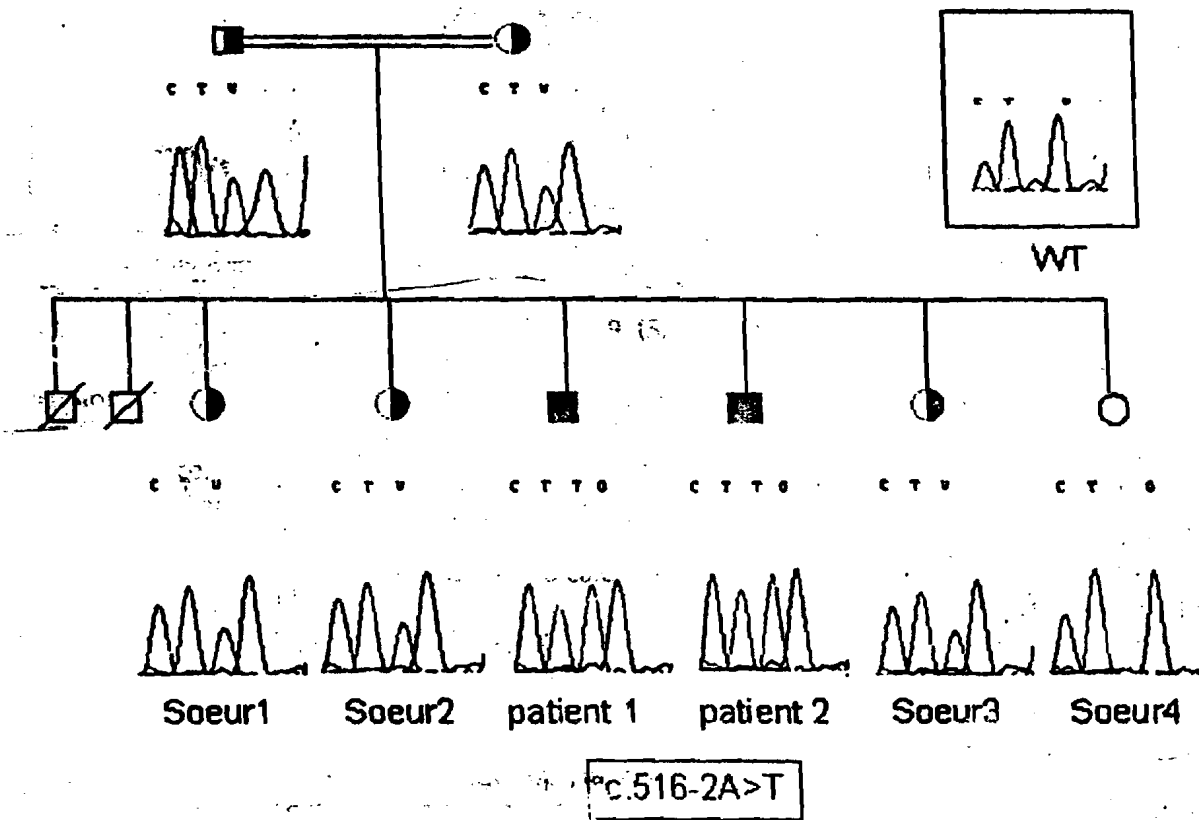 C T W
C T W
WT
C T W
C T W
C T T G
C T T G
C T W
C T G
Soeur1
Soeur2
patient 1
patient 2
Soeur3
Soeur4
c.516-2A>T